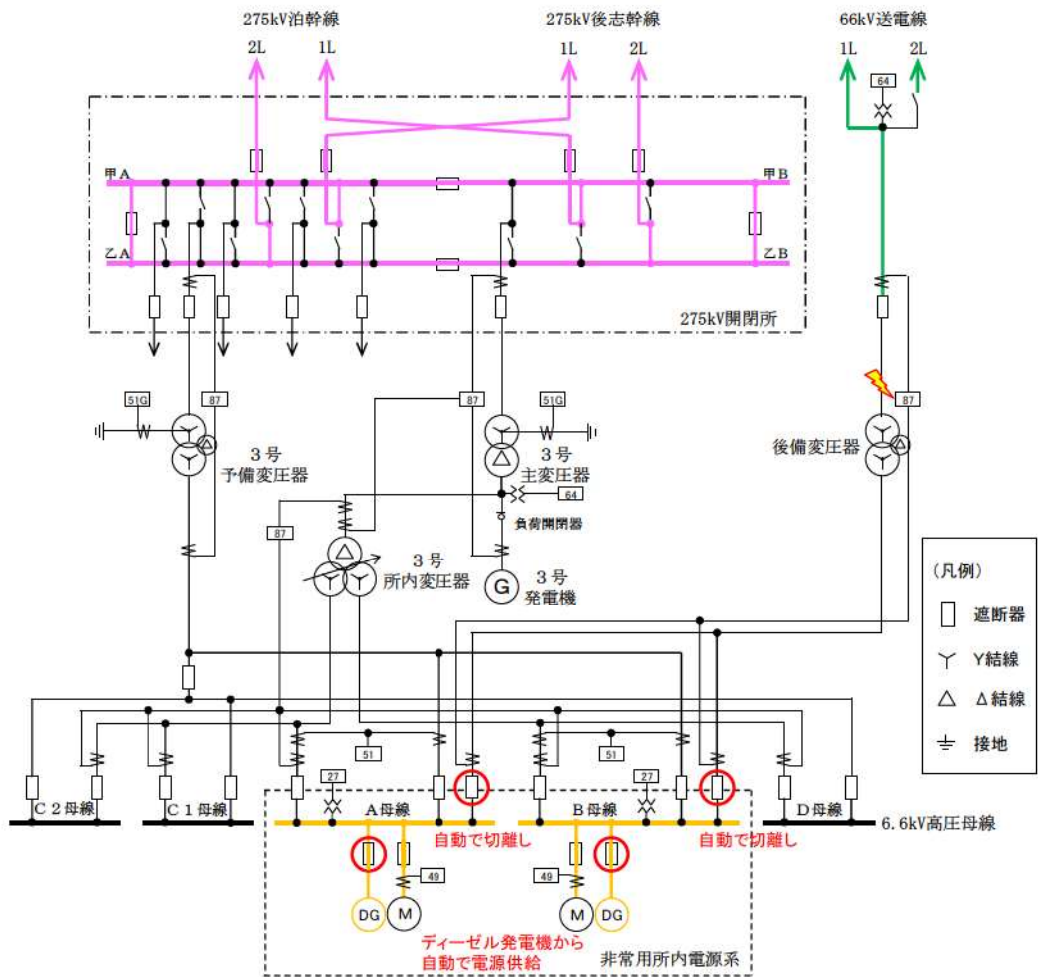 275kV泊幹線 275kV後志幹線 66kV送電線
2L 1L 1L 2L 1L 2L
64
甲A 甲B
乙A 乙B
275kV開閉所
51G 87 87 51G 87
3号
予備変圧器
3号
主変圧器
後備変圧器
64
負荷開閉器
87
3号
所内変圧器
G
3号
発電機
(凡例)
遮断器
Y結線
Δ結線
接地
51 51
27 27
C2母線 C1母線 A母線 B母線 D母線
6.6kV高圧母線
自動で切離し 自動で切離し
49 49
DG M M DG
ディーゼル発電機から
自動で電源供給
非常用所内電源系